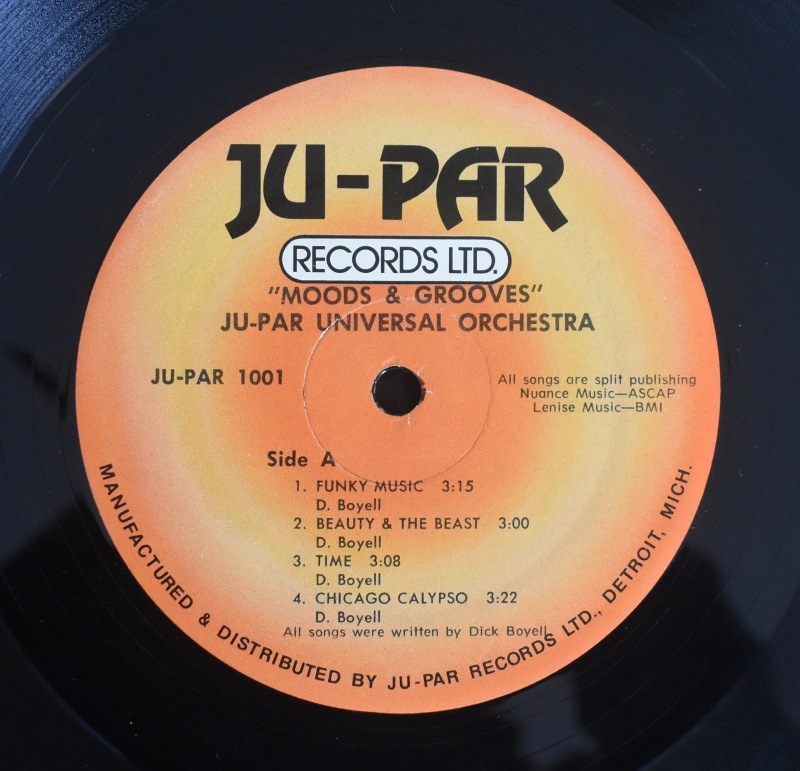 JU-PAR
RECORDS LTD.
"MOODS & GROOVES"
JU-PAR UNIVERSAL ORCHESTRA
JU-PAR 1001
All songs are split publishing
Nuance Music—ASCAP
Lenise Music—BMI
Side A
1. FUNKY MUSIC 3:15
D. Boyell
2. BEAUTY & THE BEAST 3:00
D. Boyell
3. TIME 3:08
D. Boyell
4. CHICAGO CALYPSO 3:22
D. Boyell
All songs were written by Dick Boyell
MANUFACTURED & DISTRIBUTED BY JU-PAR RECORDS LTD., DETROIT, MICH.